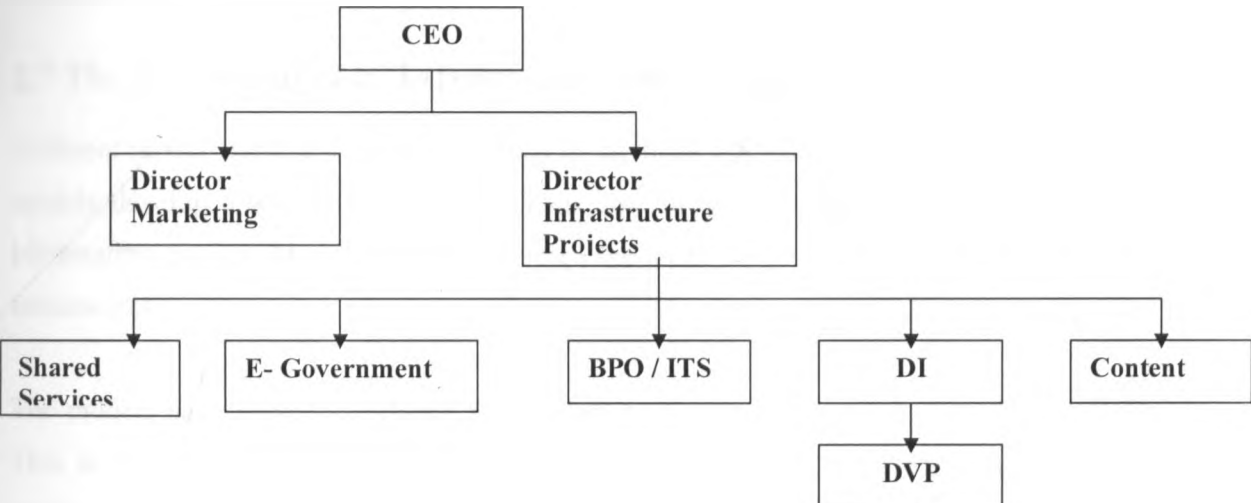 CEO
Director
Marketing
Director
Infrastructure
Projects
Shared
Services
E- Government
BPO / ITS
DI
Content
DVP